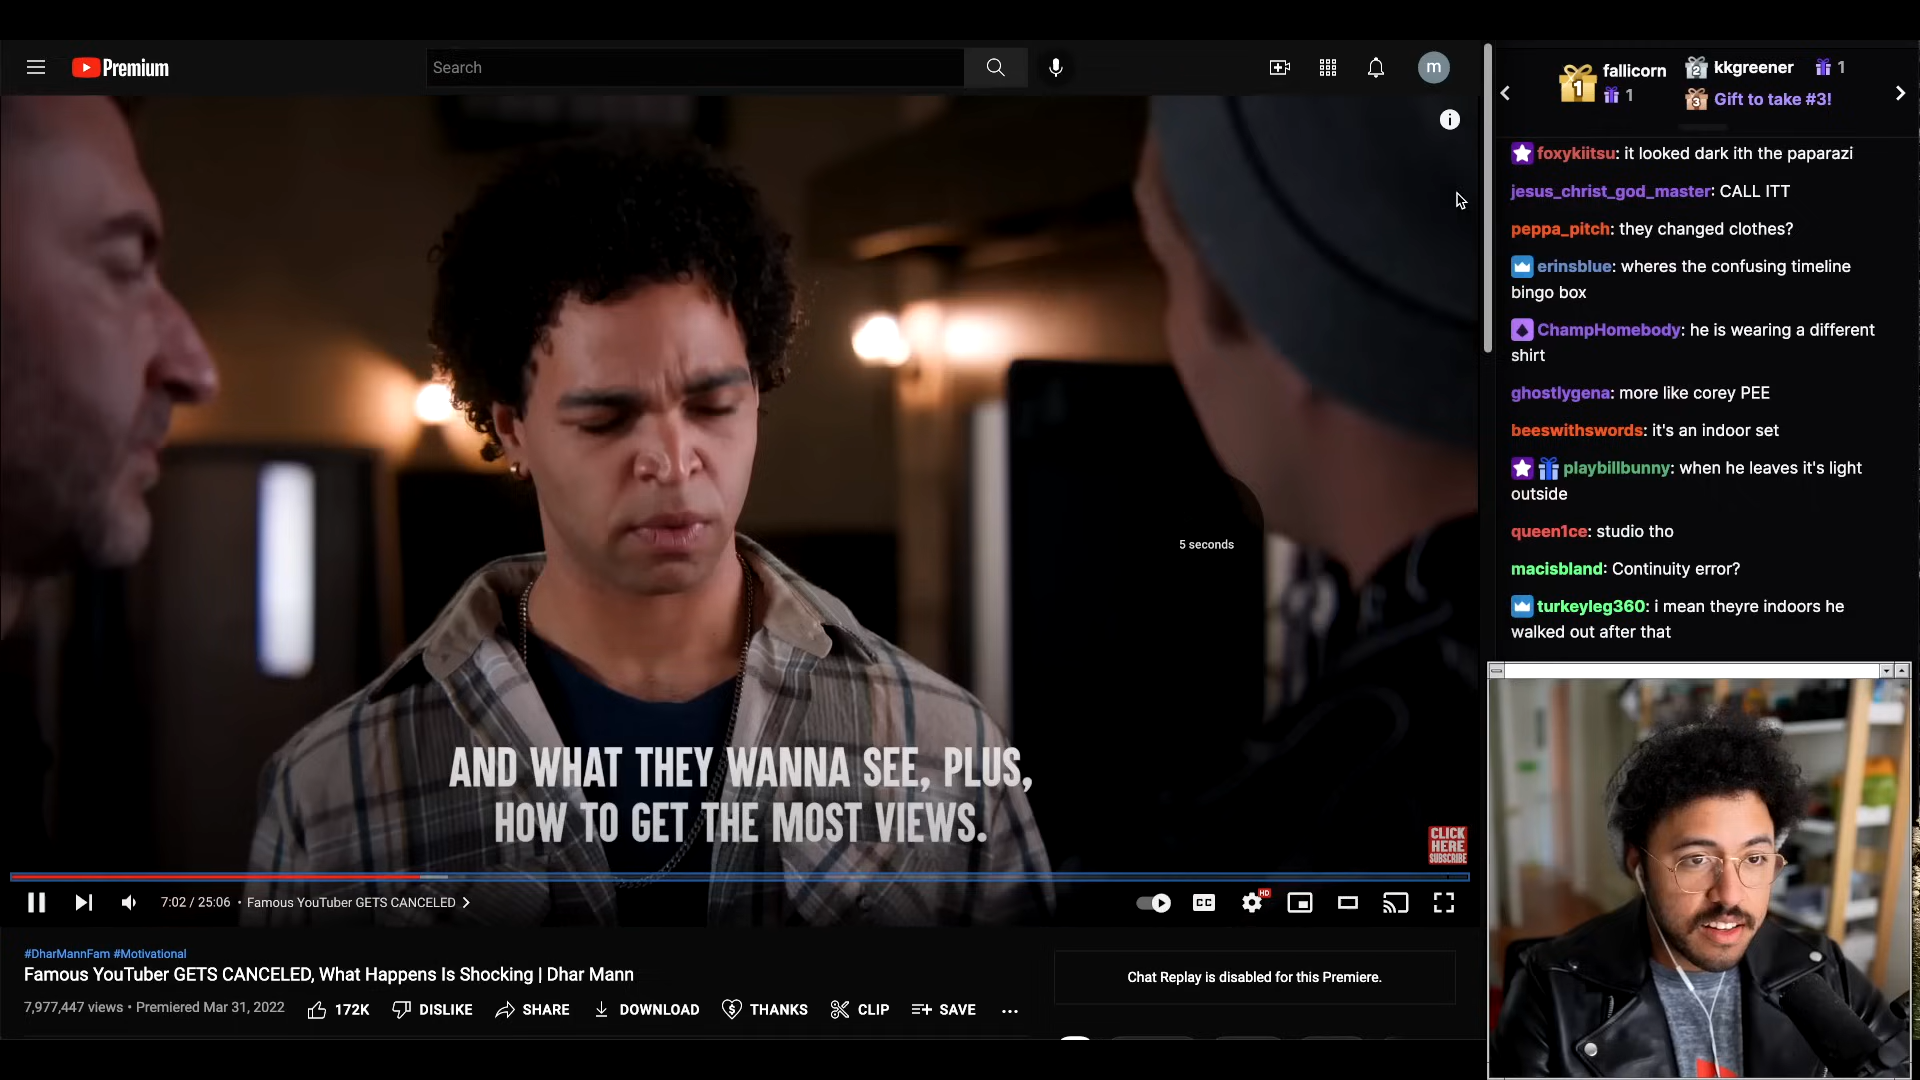 Premium
Search
m
1
fallicorn
1
2
kkgreener
1
3
Gift to take #3!
foxykiitsu: it looked dark ith the paparazi
jesus_christ_god_master: CALL ITT
peppa_pitch: they changed clothes?
erinsblue: wheres the confusing timeline
bingo box
ChampHomebody: he is wearing a different
shirt
ghostlygena: more like corey PEE
beeswithswords: it's an indoor set
playbillbunny: when he leaves it's light
outside
queen1ce: studio tho
macisbland: Continuity error?
turkeyleg360: i mean theyre indoors he
walked out after that
5 seconds
AND WHAT THEY WANNA SEE, PLUS,
HOW TO GET THE MOST VIEWS.
CLICK
HERE
SUBSCRIBE
7:02 / 25:06 • Famous YouTuber GETS CANCELED
CC
HD
#DharMannFam #Motivational
Famous YouTuber GETS CANCELED, What Happens Is Shocking | Dhar Mann
7,977,447 views • Premiered Mar 31, 2022
172K
DISLIKE
SHARE
DOWNLOAD
THANKS
CLIP
SAVE
Chat Replay is disabled for this Premiere.